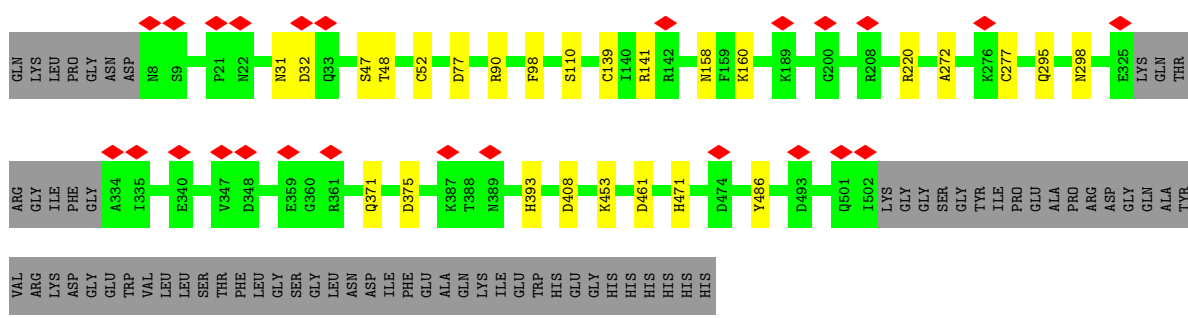 GLN LYS LEU PRO GLY ASN ASP N8 S9 P21 N22 N31 D32 Q33 S47 T48 C52 D77 R90 F98 S110 C139 I140 R141 R142 N158 F159 K160 K189 G200 R208 R220 A272 K276 C277 Q295 N298 E325 LYS GLN THR
ARG GLY ILE PHE GLY A334 I335 E340 V347 D348 E359 G360 R361 Q371 D375 K387 T388 N389 H393 D408 K453 D461 H471 D474 Y486 D493 Q501 I502 LYS GLY GLY SER GLY TYR ILE PRO GLU ALA PRO ARG ASP GLY GLN ALA TYR
VAL ARG LYS ASP GLY GLU TRP VAL LEU LEU SER THR PHE LEU GLY SER GLY LEU ASN ASP ILE PHE GLU ALA GLN LYS ILE GLU TRP HIS GLU GLY HIS HIS HIS HIS HIS HIS